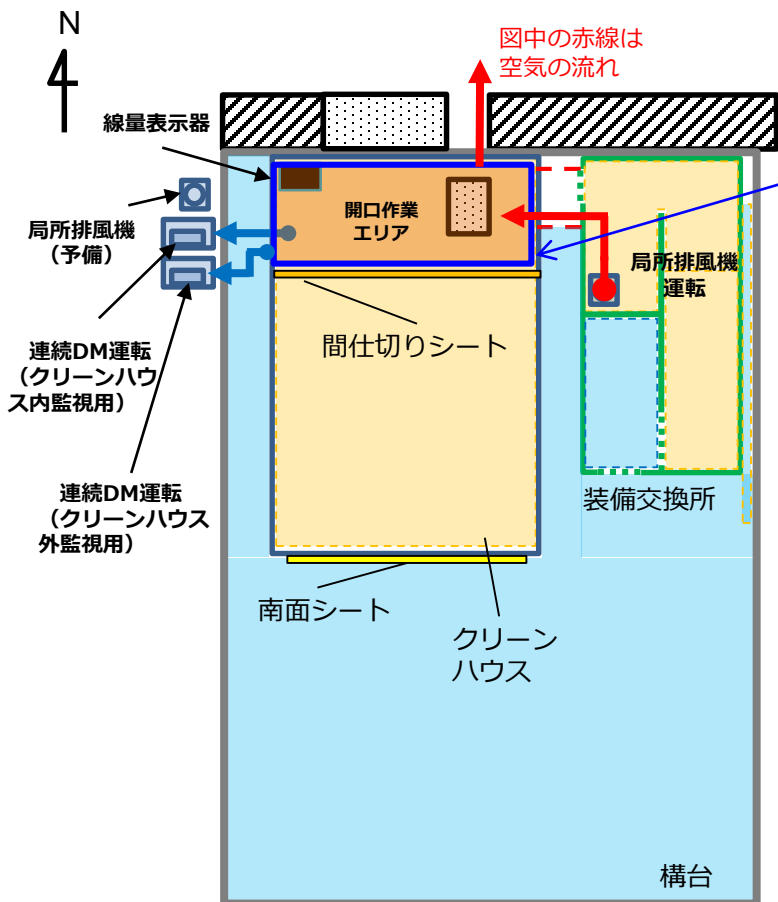 N
図中の赤線は
空気の流れ
線量表示器
開口作業
エリア
局所排風機
（予備）
局所排風機
運転
間仕切りシート
連続DM運転
（クリーンハウ
ス内監視用）
連続DM運転
（クリーンハウス
外監視用）
装備交換所
南面シート
クリーン
ハウス
構台